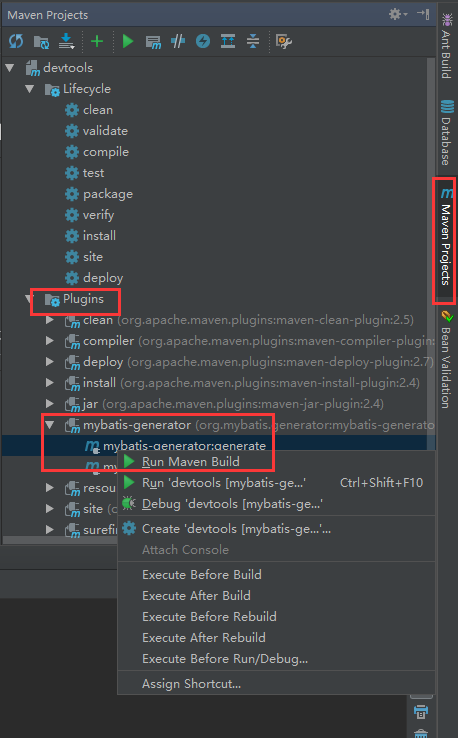 Maven Projects
devtools
Lifecycle
clean
validate
compile
test
package
verify
install
site
deploy
Plugins
clean (org.apache.maven.plugins:maven-clean-plugin:2.5)
compiler (org.apache.maven.plugins:maven-compiler-plugin
deploy (org.apache.maven.plugins:maven-deploy-plugin:2.7)
install (org.apache.maven.plugins:maven-install-plugin:2.4)
jar (org.apache.maven.plugins:maven-jar-plugin:2.4)
mybatis-generator (org.mybatis.generator:mybatis-generato
mybatis-generator:generate
my
resou
site (
surefin
Run Maven Build
Run 'devtools [mybatis-ge...' Ctrl+Shift+F10
Debug 'devtools [mybatis-ge...'
Create 'devtools [mybatis-ge...'...
Attach Console
Execute Before Build
Execute After Build
Execute Before Rebuild
Execute After Rebuild
Execute Before Run/Debug...
Assign Shortcut...
Ant Build
Database
Maven Projects
Bean Validation